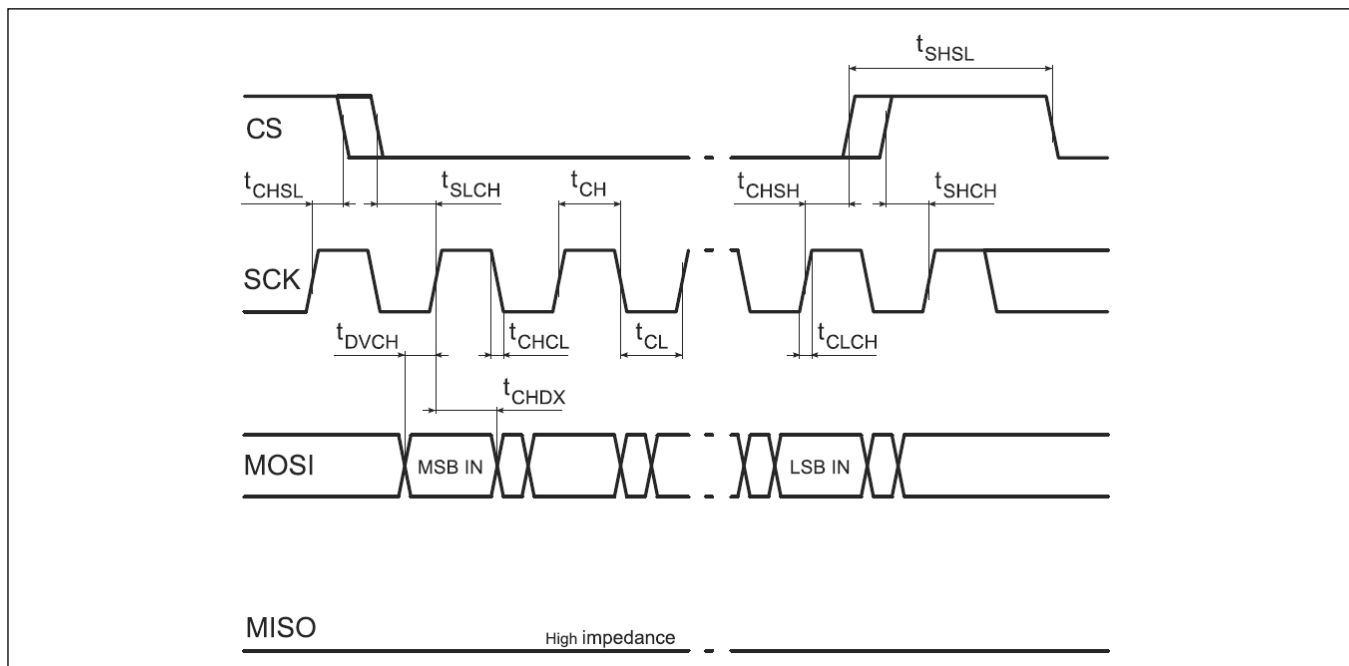 tSHSL
CS
tCHSL
tSLCH
tCH
tCHSH
tSHCH
SCK
tDVCH
tCHCL
tCL
tCLCH
tCHDX
MOSI
MSB IN
LSB IN
MISO
High impedance